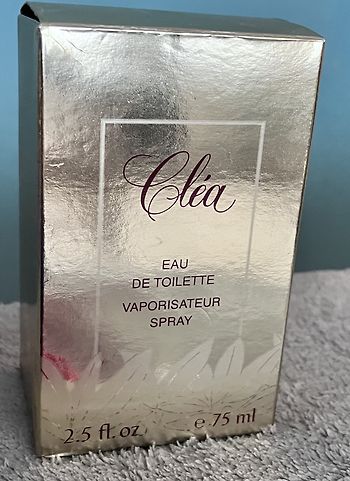 Cléa
EAU
DE TOILETTE
VAPORISATEUR
SPRAY
2.5 fl. oz ℮ 75 ml